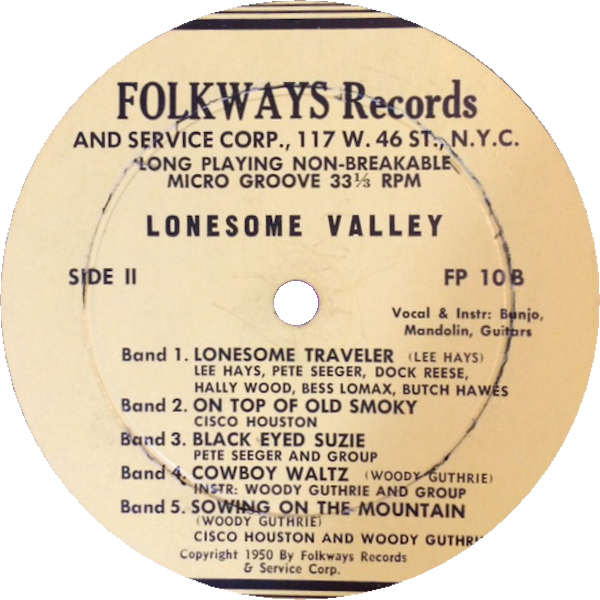 FOLKWAYS Records
AND SERVICE CORP., 117 W. 46 ST., N.Y.C.
LONG PLAYING NON-BREAKABLE
MICRO GROOVE 33⅓ RPM
LONESOME VALLEY
SIDE II FP 10 B
Vocal & Instr: Banjo,
Mandolin, Guitars
Band 1. LONESOME TRAVELER (LEE HAYS)
LEE HAYS, PETE SEEGER, DOCK REESE,
HALLY WOOD, BESS LOMAX, BUTCH HAWES
Band 2. ON TOP OF OLD SMOKY
CISCO HOUSTON
Band 3. BLACK EYED SUZIE
PETE SEEGER AND GROUP
Band 4. COWBOY WALTZ (WOODY GUTHRIE)
INSTR: WOODY GUTHRIE AND GROUP
Band 5. SOWING ON THE MOUNTAIN
(WOODY GUTHRIE)
CISCO HOUSTON AND WOODY GUTHRIE
Copyright 1950 By Folkways Records
& Service Corp.